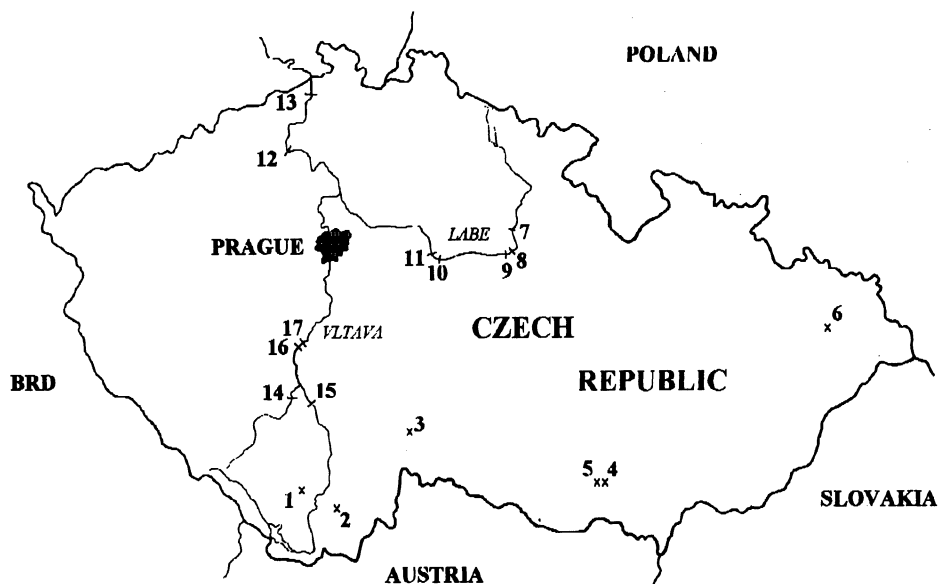 POLAND
13
12
7
LABE
PRAGUE
11
10
9
8
6
17
VLTAVA
CZECH
16
REPUBLIC
BRD
14
15
3
5
4
1
2
SLOVAKIA
AUSTRIA